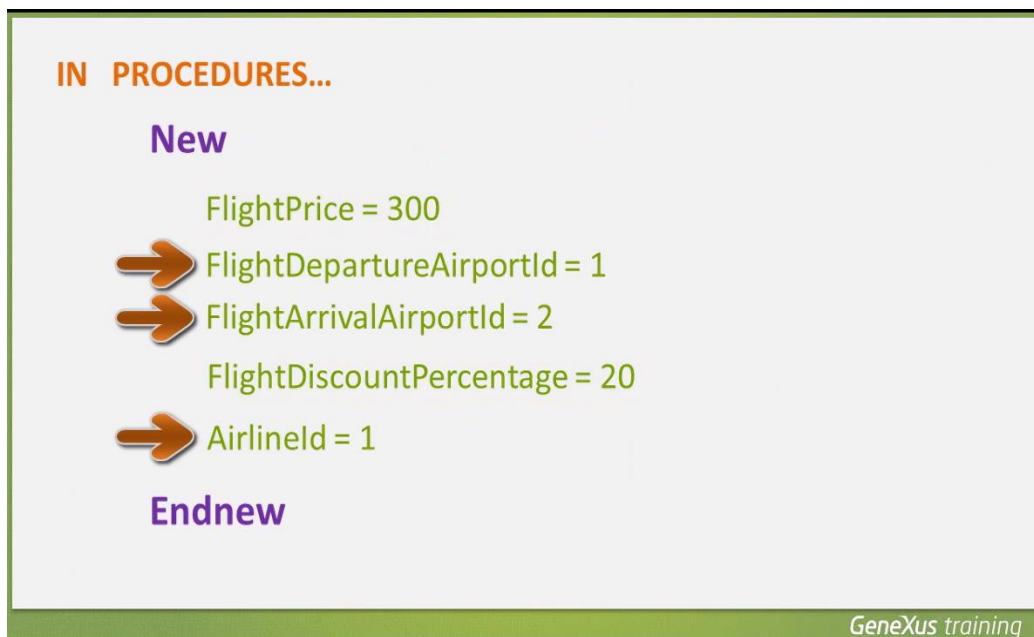 IN PROCEDURES...
New
FlightPrice = 300
FlightDepartureAirportId = 1
FlightArrivalAirportId = 2
FlightDiscountPercentage = 20
AirlineId = 1
Endnew
GeneXus training